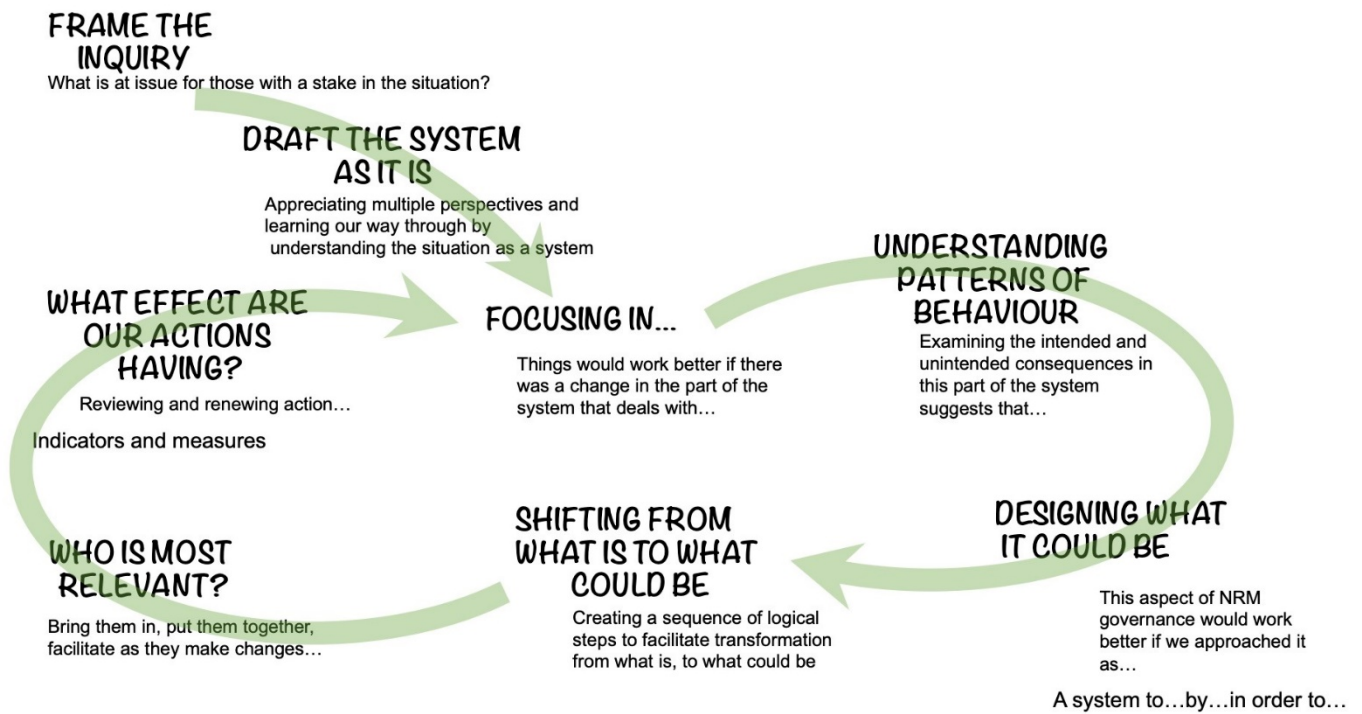 FRAME THE
INQUIRY
What is at issue for those with a stake in the situation?
DRAFT THE SYSTEM
AS IT IS
Appreciating multiple perspectives and
learning our way through by
understanding the situation as a system
UNDERSTANDING
PATTERNS OF
BEHAVIOUR
Examining the intended and
unintended consequences in
this part of the system
suggests that…
WHAT EFFECT ARE
OUR ACTIONS
HAVING?
Reviewing and renewing action…
Indicators and measures
FOCUSING IN...
Things would work better if there
was a change in the part of the
system that deals with…
DESIGNING WHAT
IT COULD BE
This aspect of NRM
governance would work
better if we approached it
as…
A system to…by…in order to…
SHIFTING FROM
WHAT IS TO WHAT
COULD BE
Creating a sequence of logical
steps to facilitate transformation
from what is, to what could be
WHO IS MOST
RELEVANT?
Bring them in, put them together,
facilitate as they make changes…